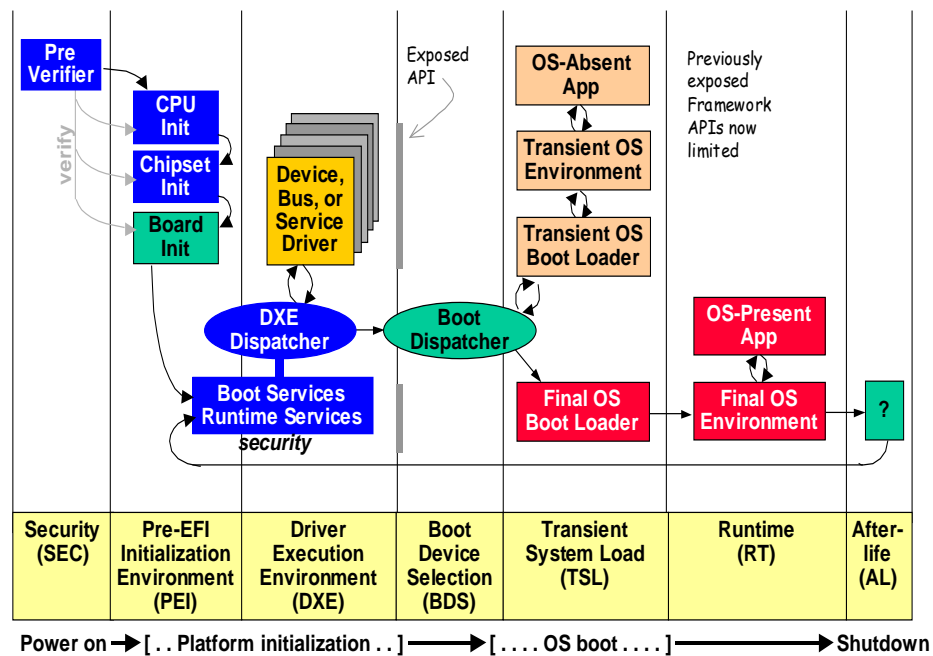 Pre
Verifier
verify
CPU
Init
Chipset
Init
Board
Init
Device,
Bus, or
Service
Driver
Exposed
API
OS-Absent
App
Transient OS
Environment
Transient OS
Boot Loader
Previously
exposed
Framework
APIs now
limited
DXE
Dispatcher
Boot
Dispatcher
OS-Present
App
Boot Services
Runtime Services
security
Final OS
Boot Loader
Final OS
Environment
?
Security
(SEC)
Pre-EFI
Initialization
Environment
(PEI)
Driver
Execution
Environment
(DXE)
Boot
Device
Selection
(BDS)
Transient
System Load
(TSL)
Runtime
(RT)
After-
life
(AL)
Power on [ . . Platform initialization . . ] [ . . . . OS boot . . . . ] Shutdown